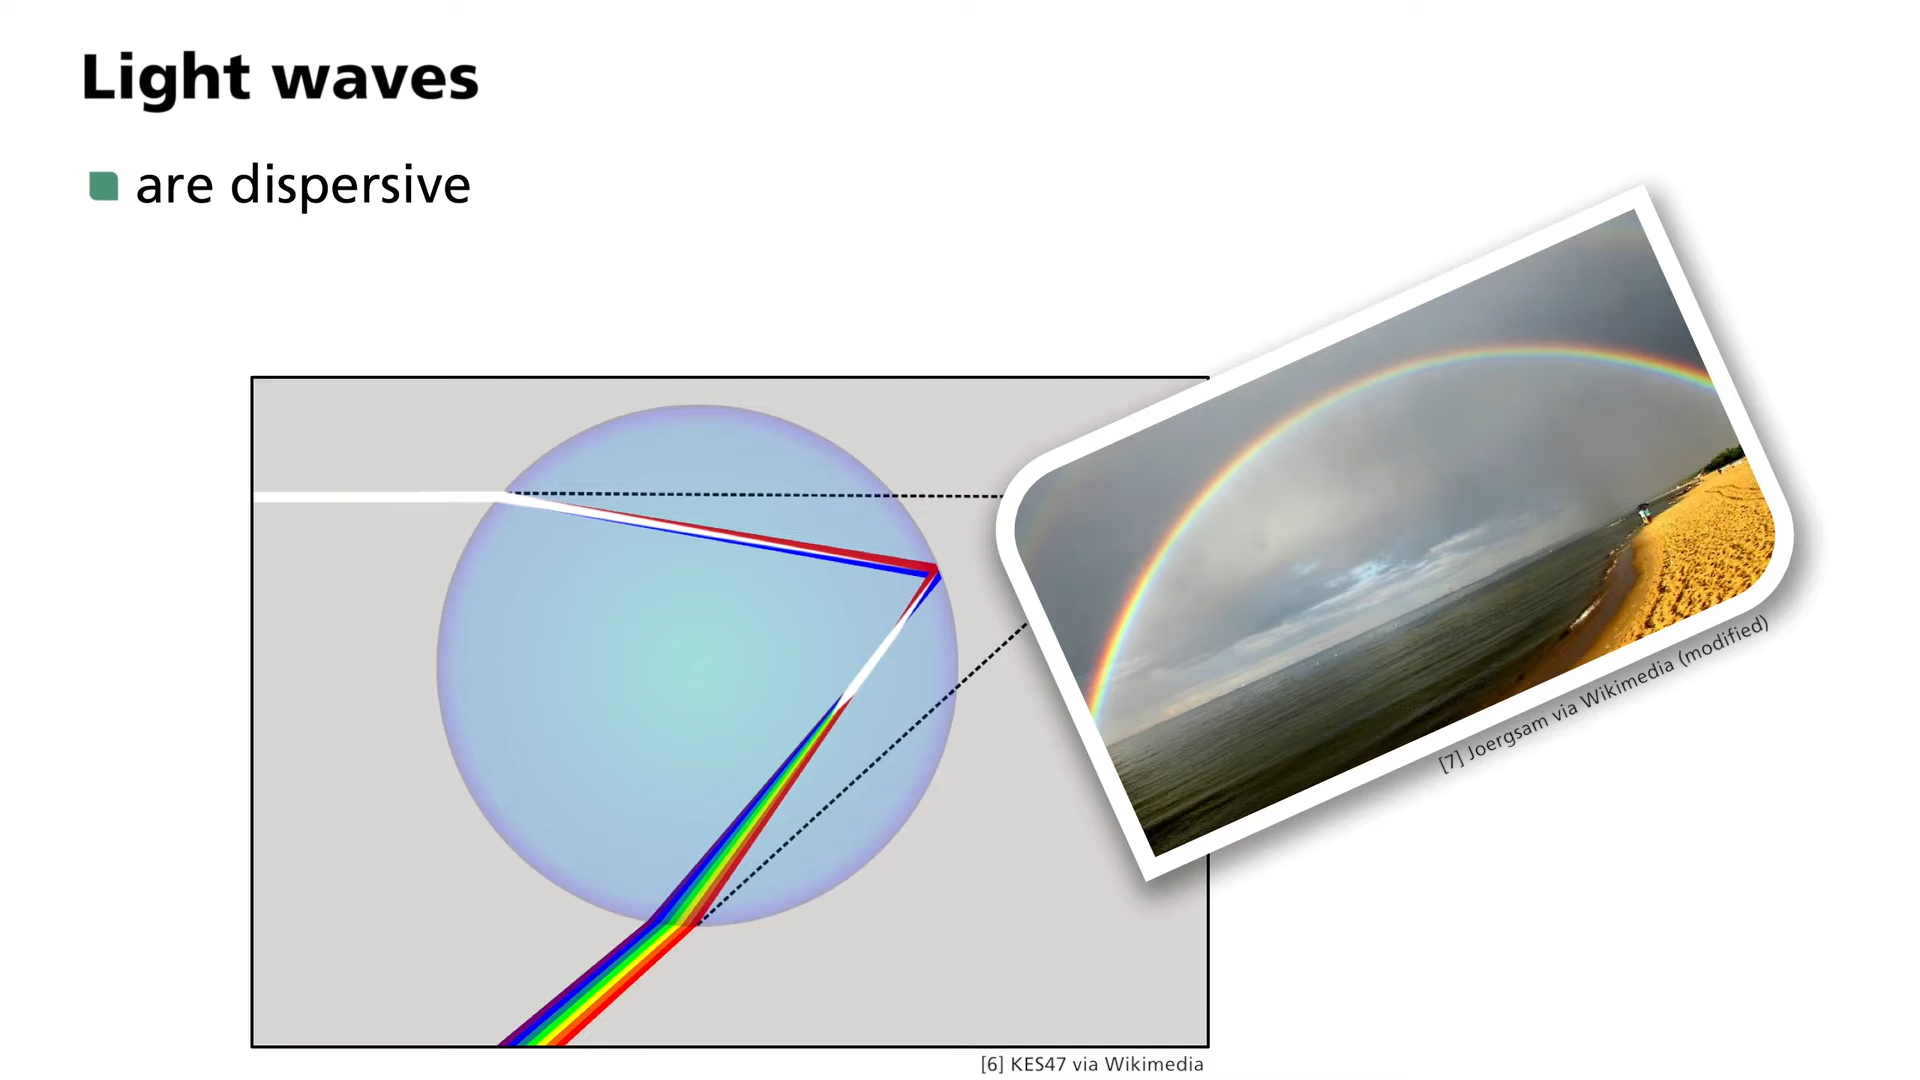 Light waves
are dispersive
[7] Joergsam via Wikimedia (modified)
[6] KES47 via Wikimedia